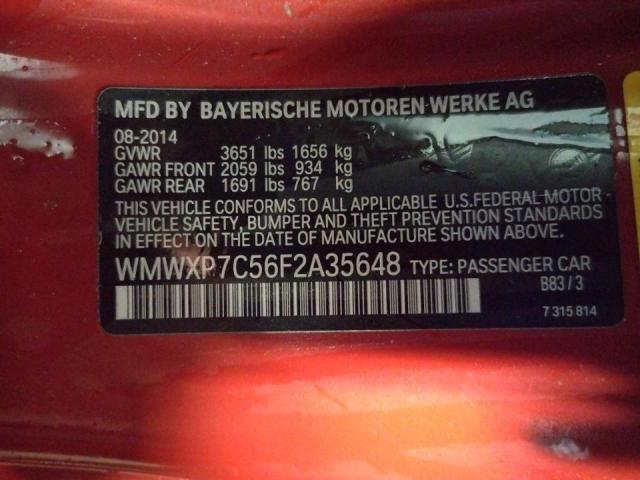 MFD BY BAYERISCHE MOTOREN WERKE AG
08-2014
GVWR 3651 lbs 1656 kg
GAWR FRONT 2059 lbs 934 kg
GAWR REAR 1691 lbs 767 kg
THIS VEHICLE CONFORMS TO ALL APPLICABLE U.S.FEDERAL MOTOR
VEHICLE SAFETY, BUMPER AND THEFT PREVENTION STANDARDS
IN EFFECT ON THE DATE OF MANUFACTURE SHOWN ABOVE.
WMWXP7C56F2A35648 TYPE: PASSENGER CAR
B83 / 3
7 315 814